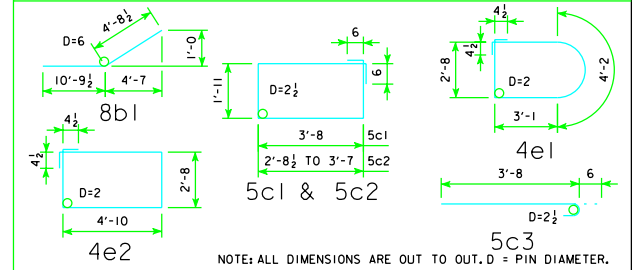 4'-8½
D=6
1'-0
10'-9½
4'-7
8b1
6
6
1'-11
D=2½
3'-8
5c1
2'-8½ TO 3'-7
5c2
5c1 & 5c2
4½
4½
2'-8
D=2
4'-2
3'-1
4e1
4½
4½
D=2
2'-8
4'-10
4e2
3'-8
6
D=2½
5c3
NOTE: ALL DIMENSIONS ARE OUT TO OUT. D = PIN DIAMETER.